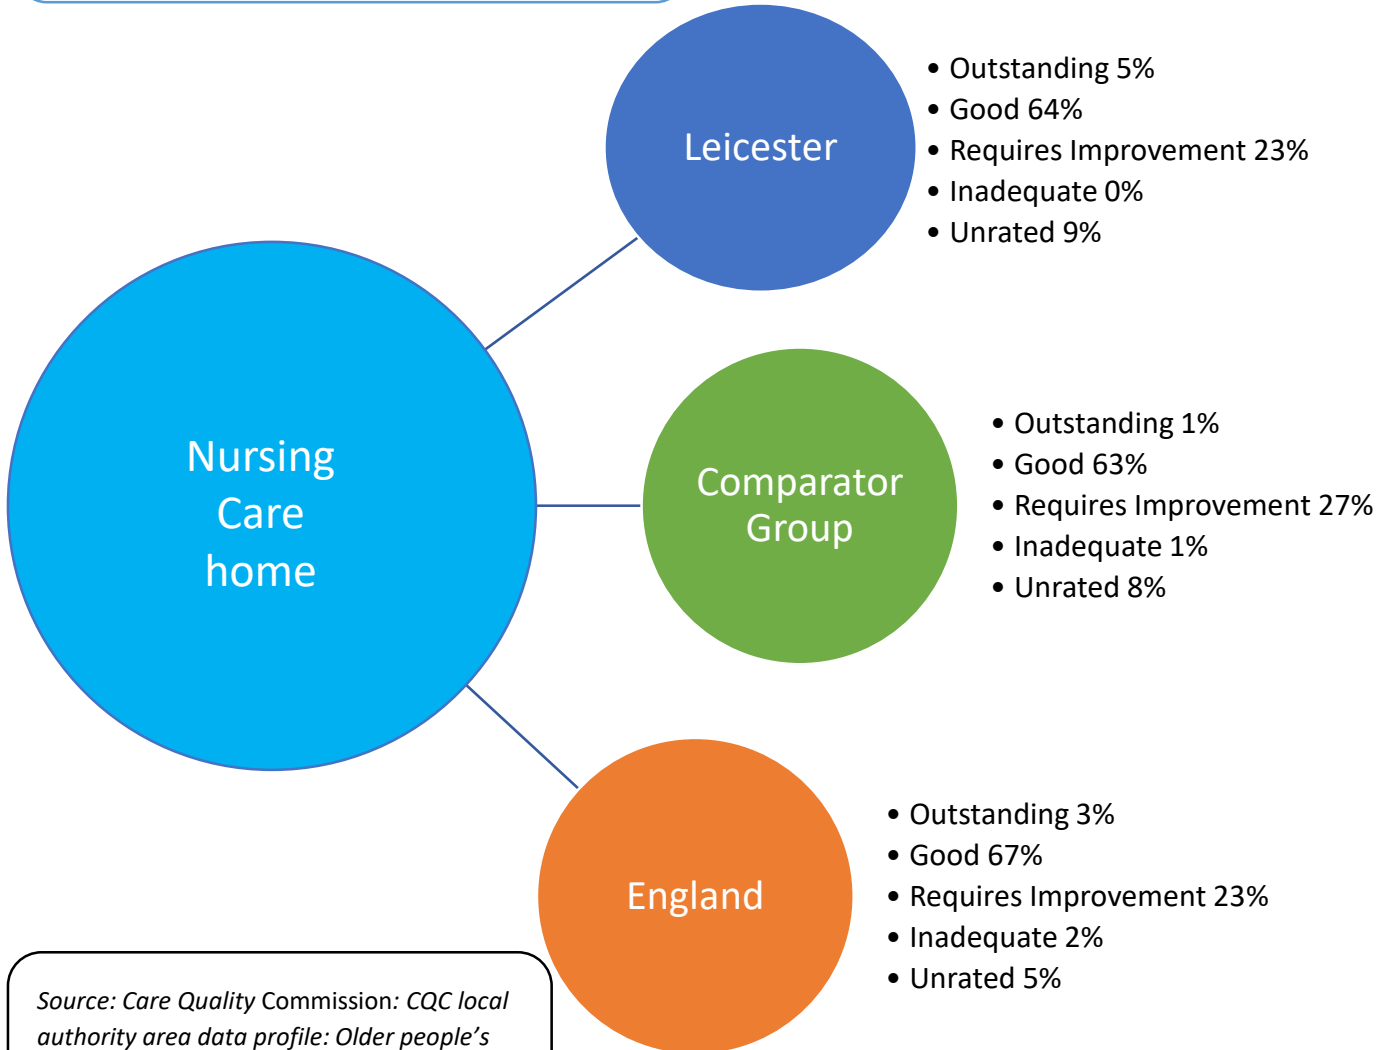 Nursing
Care
home
Leicester
• Outstanding 5%
• Good 64%
• Requires Improvement 23%
• Inadequate 0%
• Unrated 9%
Comparator
Group
• Outstanding 1%
• Good 63%
• Requires Improvement 27%
• Inadequate 1%
• Unrated 8%
England
• Outstanding 3%
• Good 67%
• Requires Improvement 23%
• Inadequate 2%
• Unrated 5%
Source: Care Quality Commission: CQC local
authority area data profile: Older people’s